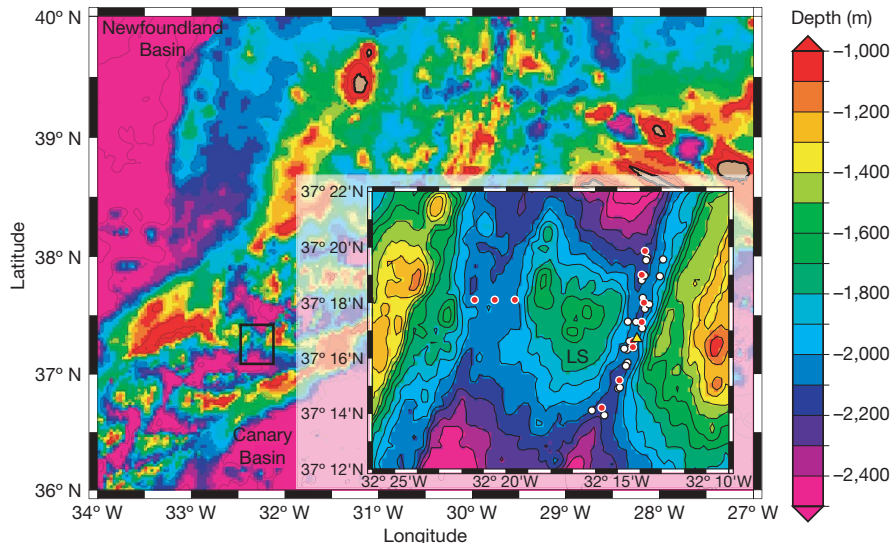 Depth (m)
40° N
39° N
38° N
37° N
36° N
Latitude
Newfoundland
Basin
Canary
Basin
37° 22'N
37° 20'N
37° 18'N
37° 16'N
37° 14'N
37° 12'N
LS
32° 25'W
32° 20'W
32° 15'W
32° 10'W
34° W
33° W
32° W
31° W
30° W
29° W
28° W
27° W
Longitude
–1,000
–1,200
–1,400
–1,600
–1,800
–2,000
–2,200
–2,400